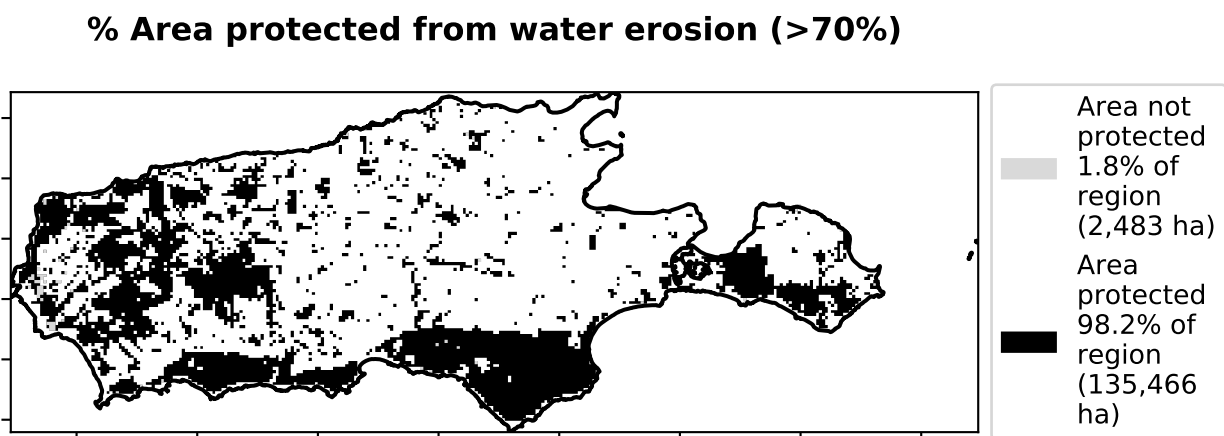 % Area protected from water erosion (>70%)
Area not
protected
1.8% of
region
(2,483 ha)
Area
protected
98.2% of
region
(135,466
ha)